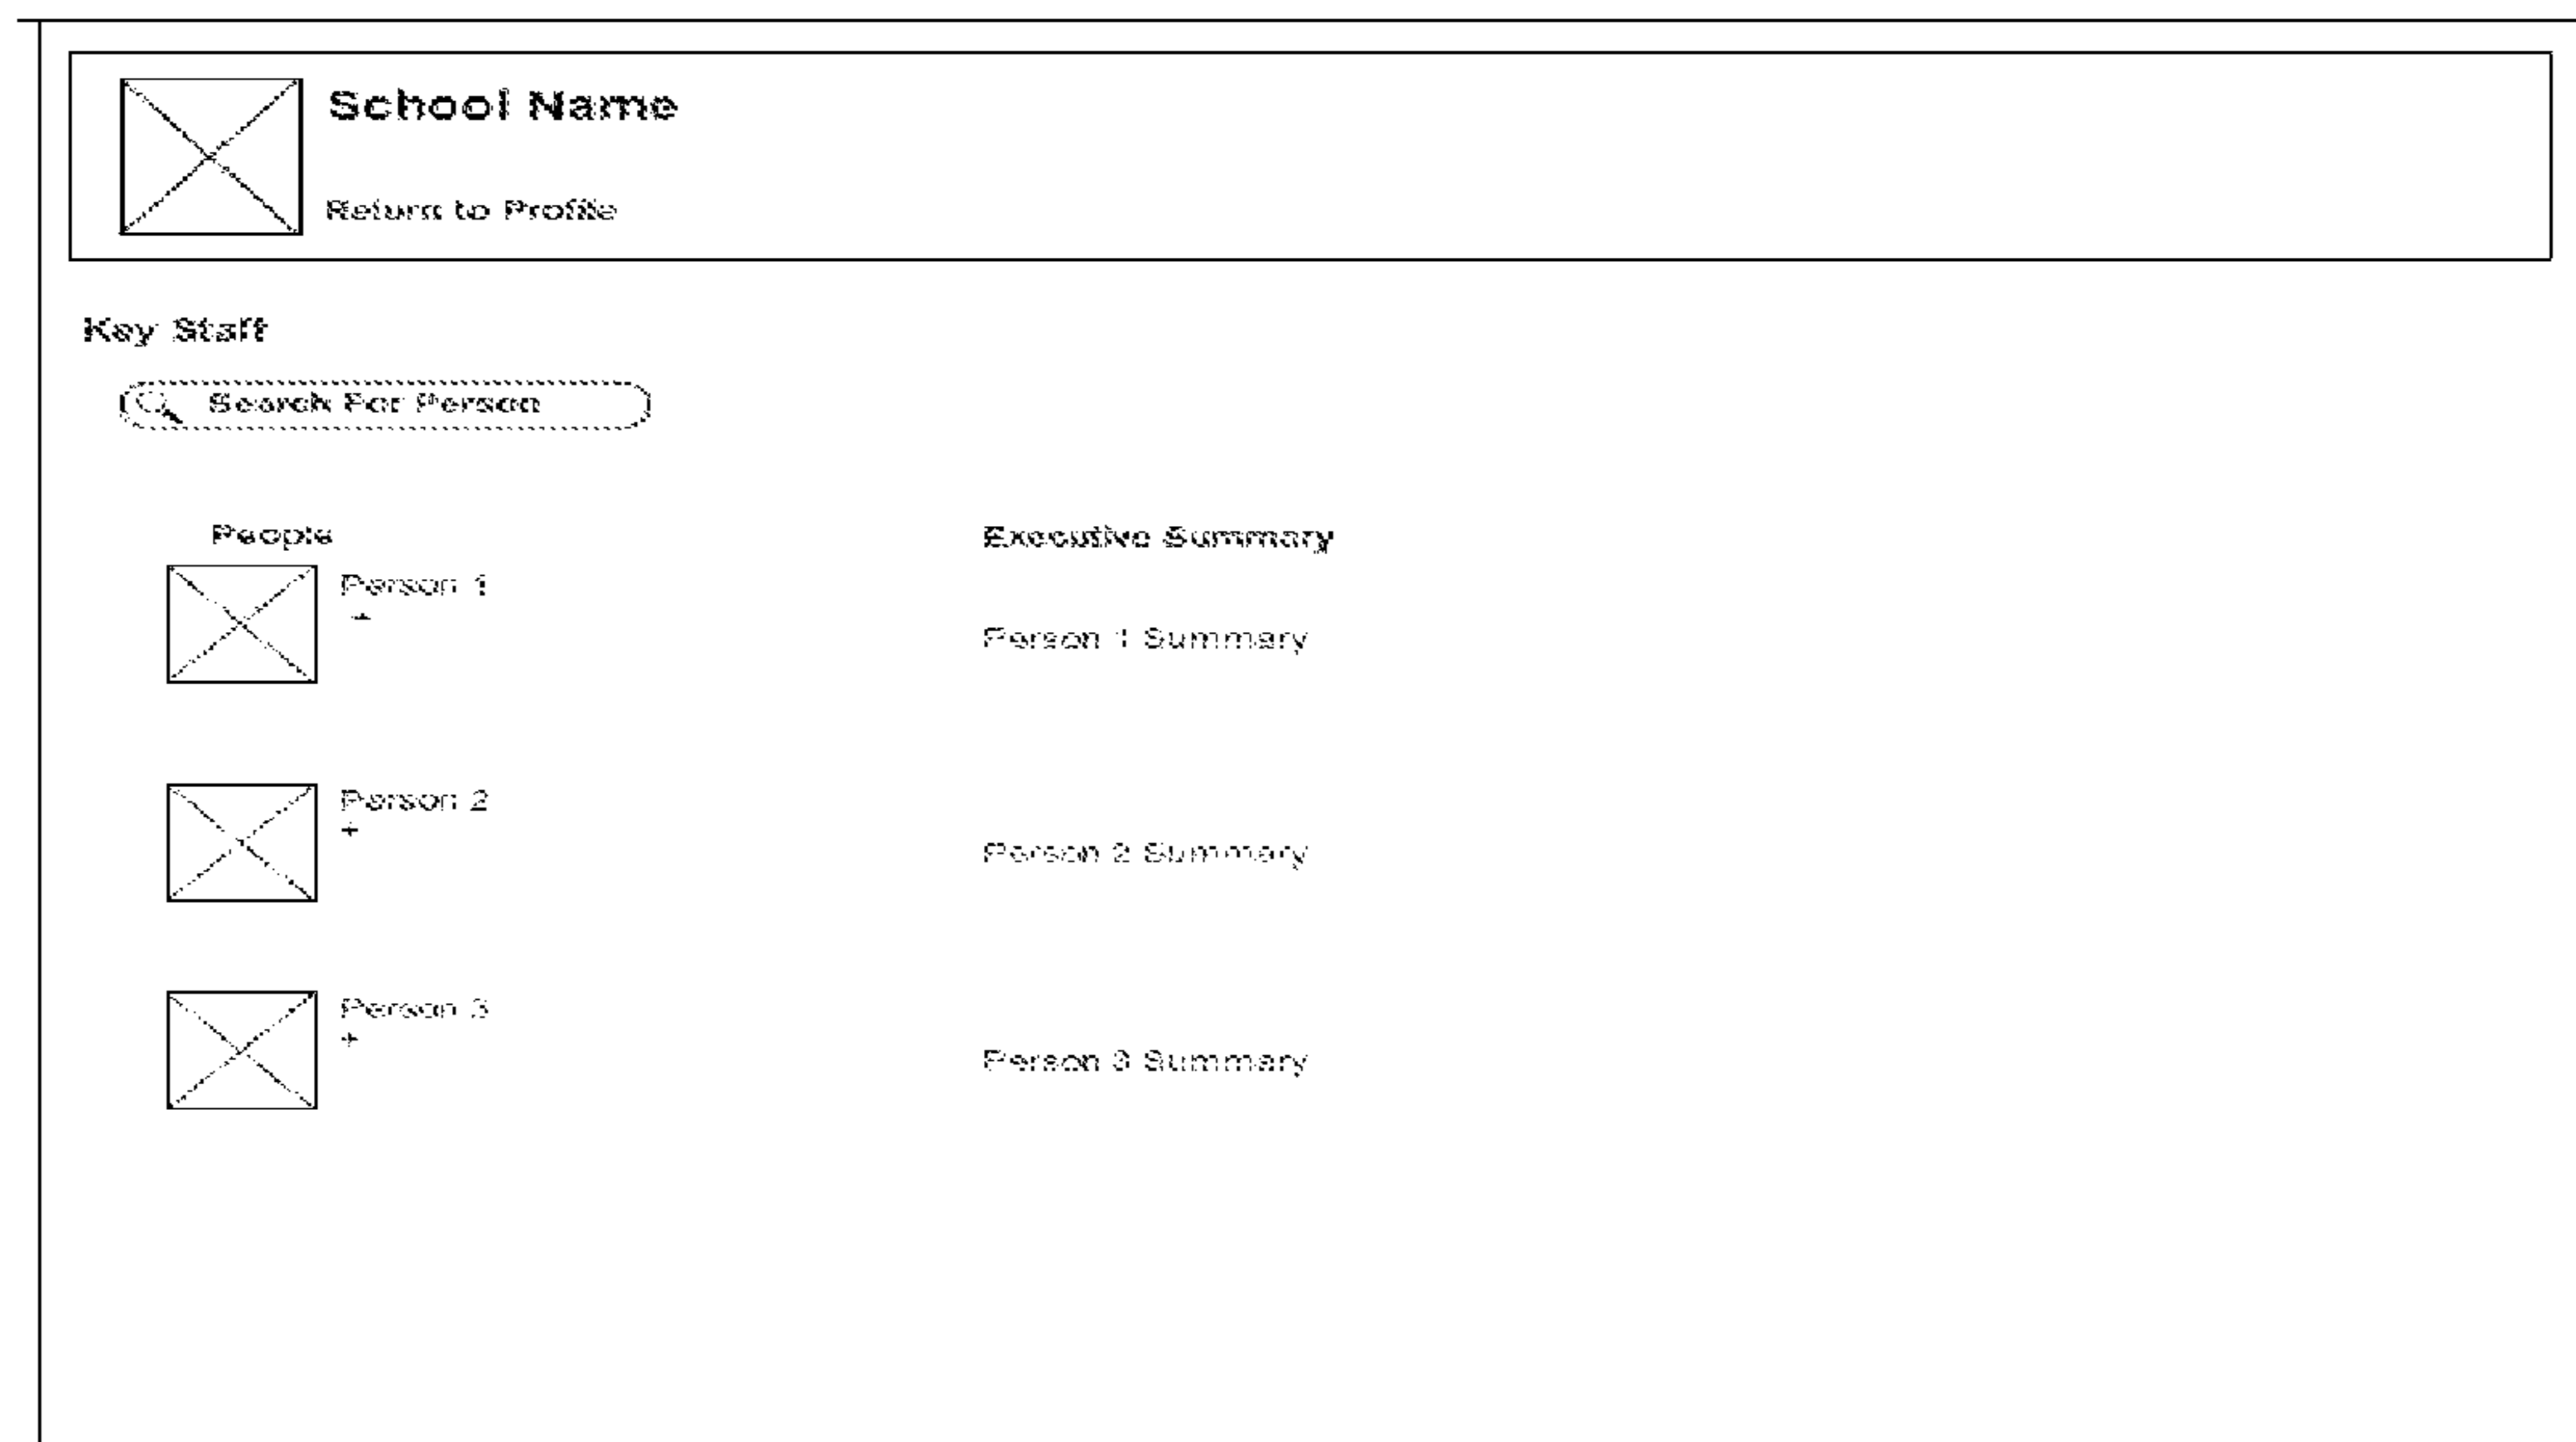 School Name
Return to Profile
Key Staff
Search For Person
People
Executive Summary
Person 1
Person 1 Summary
Person 2
+
Person 2 Summary
Person 3
+
Person 3 Summary